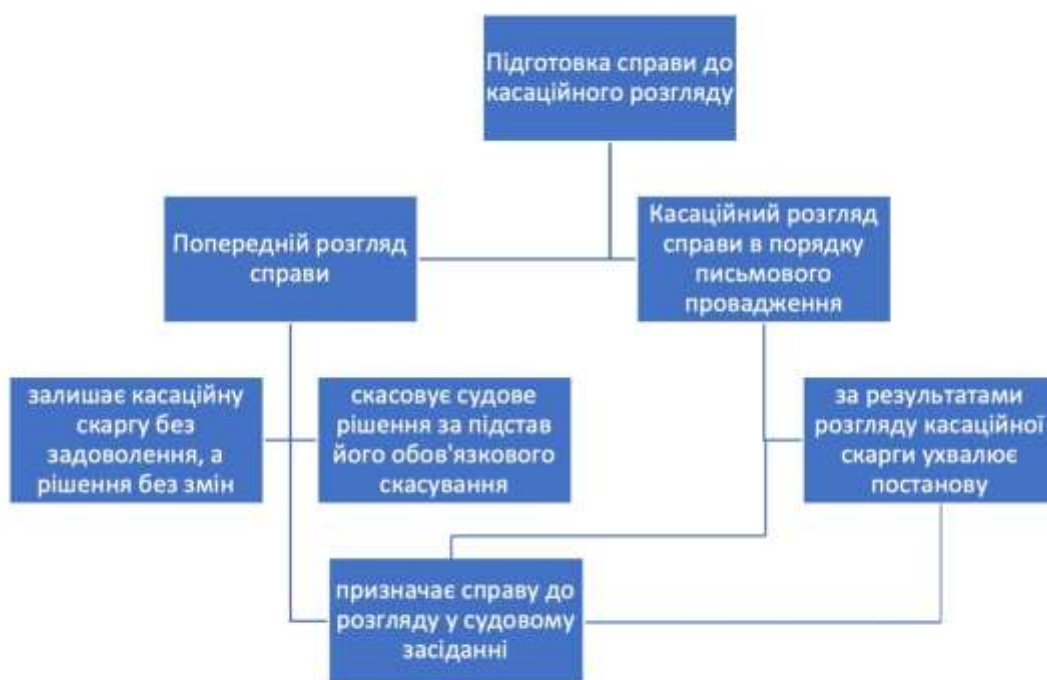 Підготовка справи до
касаційного розгляду
Попередній розгляд
справи
Касаційний розгляд
справи в порядку
письмового
провадження
залишає касаційну
скаргу без
задоволення, а
рішення без змін
скасовує судове
рішення за підстав
його обов'язкового
скасування
за результатами
розгляду касаційної
скарги ухвалює
постанову
призначає справу до
розгляду у судовому
засіданні